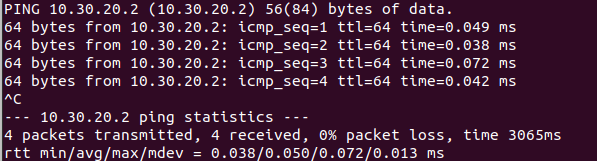 PING 10.30.20.2 (10.30.20.2) 56(84) bytes of data.
64 bytes from 10.30.20.2: icmp_seq=1 ttl=64 time=0.049 ms
64 bytes from 10.30.20.2: icmp_seq=2 ttl=64 time=0.038 ms
64 bytes from 10.30.20.2: icmp_seq=3 ttl=64 time=0.072 ms
64 bytes from 10.30.20.2: icmp_seq=4 ttl=64 time=0.042 ms
^C
--- 10.30.20.2 ping statistics ---
4 packets transmitted, 4 received, 0% packet loss, time 3065ms
rtt min/avg/max/mdev = 0.038/0.050/0.072/0.013 ms